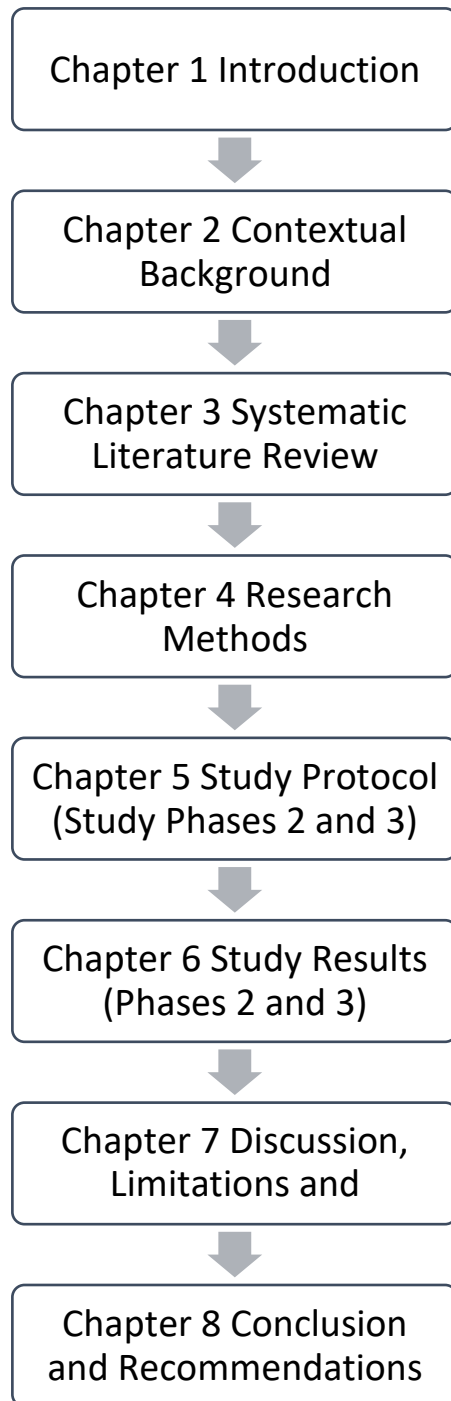 Chapter 1 Introduction
Chapter 2 Contextual
Background
Chapter 3 Systematic
Literature Review
Chapter 4 Research
Methods
Chapter 5 Study Protocol
(Study Phases 2 and 3)
Chapter 6 Study Results
(Phases 2 and 3)
Chapter 7 Discussion,
Limitations and
Chapter 8 Conclusion
and Recommendations